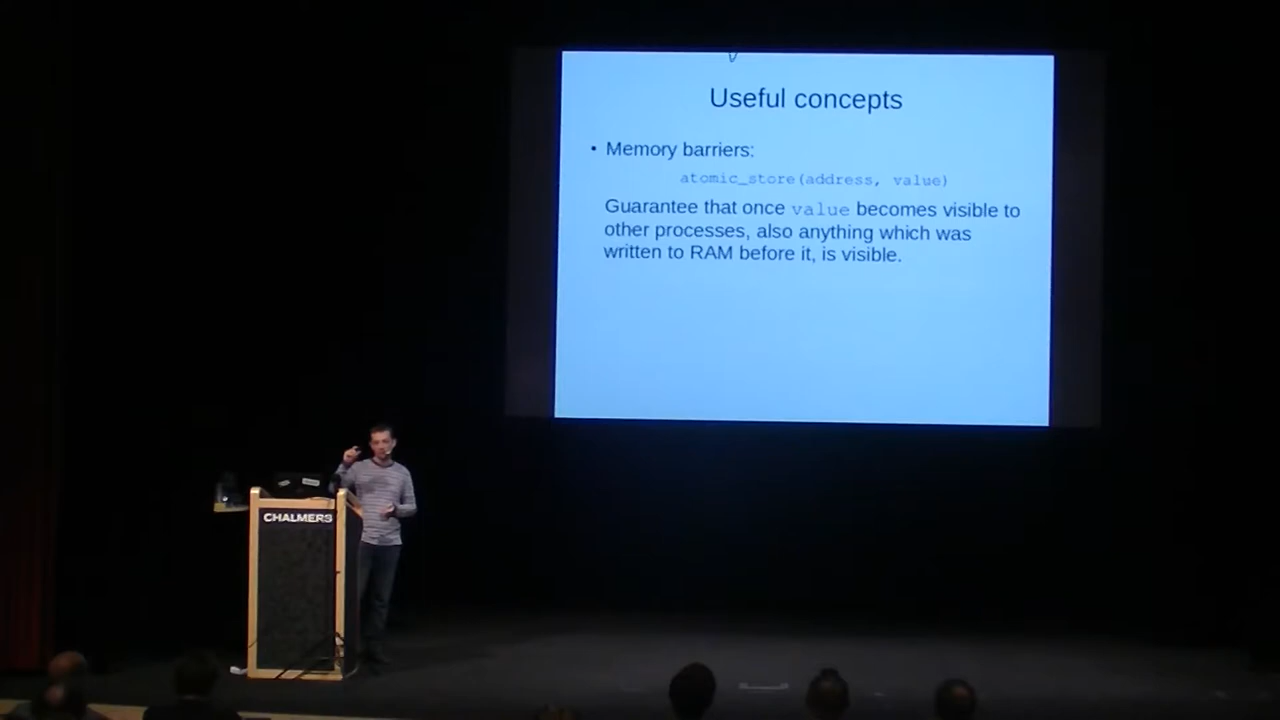 Useful concepts
• Memory barriers:
atomic_store(address, value)
Guarantee that once value becomes visible to
other processes, also anything which was
written to RAM before it, is visible.
CHALMERS